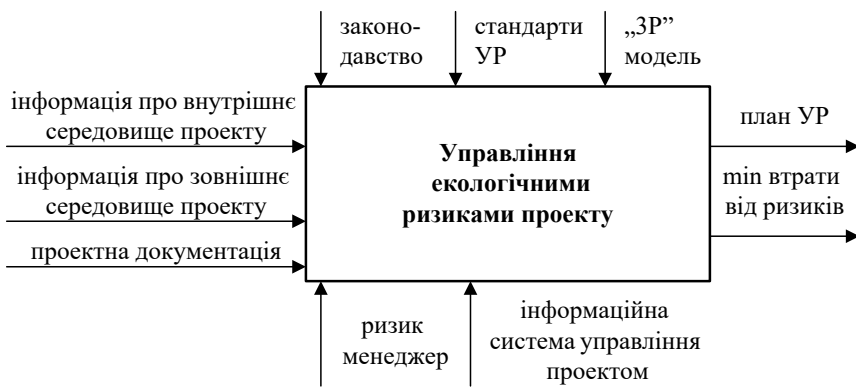 законо-
давство
стандарти
УР
„3P”
модель
інформація про внутрішнє
середовище проекту
інформація про зовнішнє
середовище проекту
проектна документація
Управління
екологічними
ризиками проекту
план УР
min втрати
від ризиків
ризик
менеджер
інформаційна
система управління
проектом